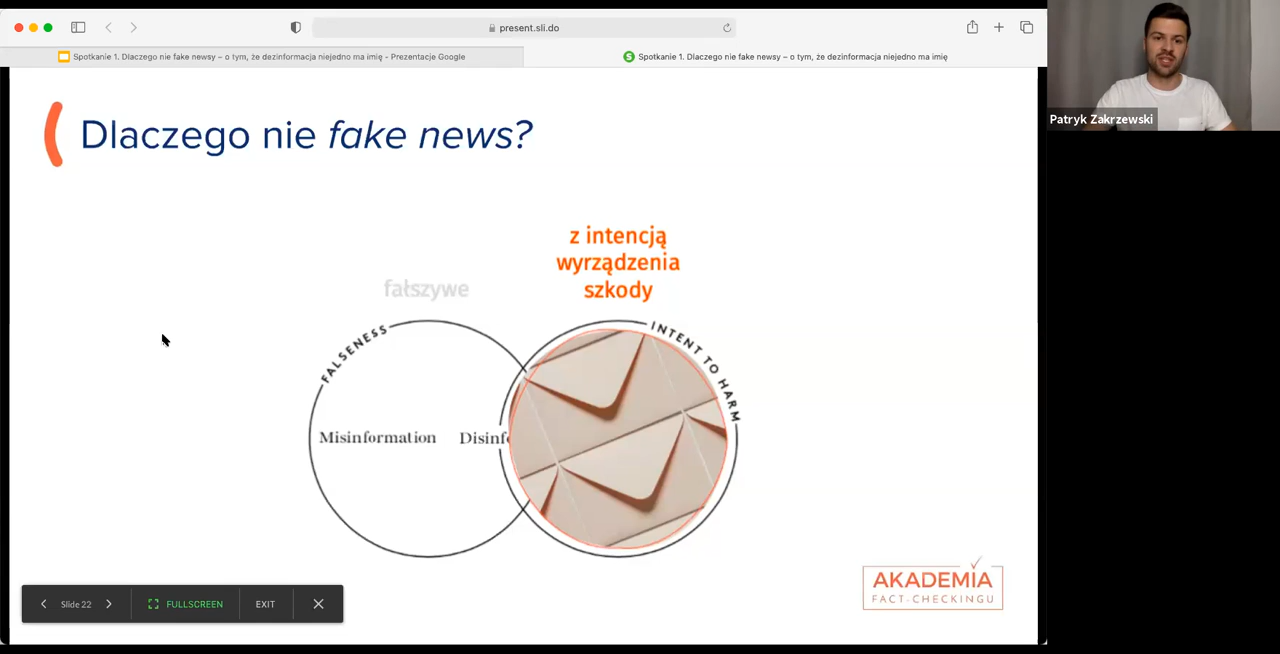 present.sli.do
Spotkanie 1. Dlaczego nie fake newsy – o tym, że dezinformacja niejedno ma imię - Prezentacje Google
S Spotkanie 1. Dlaczego nie fake newsy – o tym, że dezinformacja niejedno ma imię
Patryk Zakrzewski
Dlaczego nie fake news?
z intencją
wyrządzenia
szkody
fałszywe
FALSENESS
INTENT TO HARM
Misinformation
Disinf
AKADEMIA
FACT-CHECKINGU
Slide 22
FULLSCREEN
EXIT